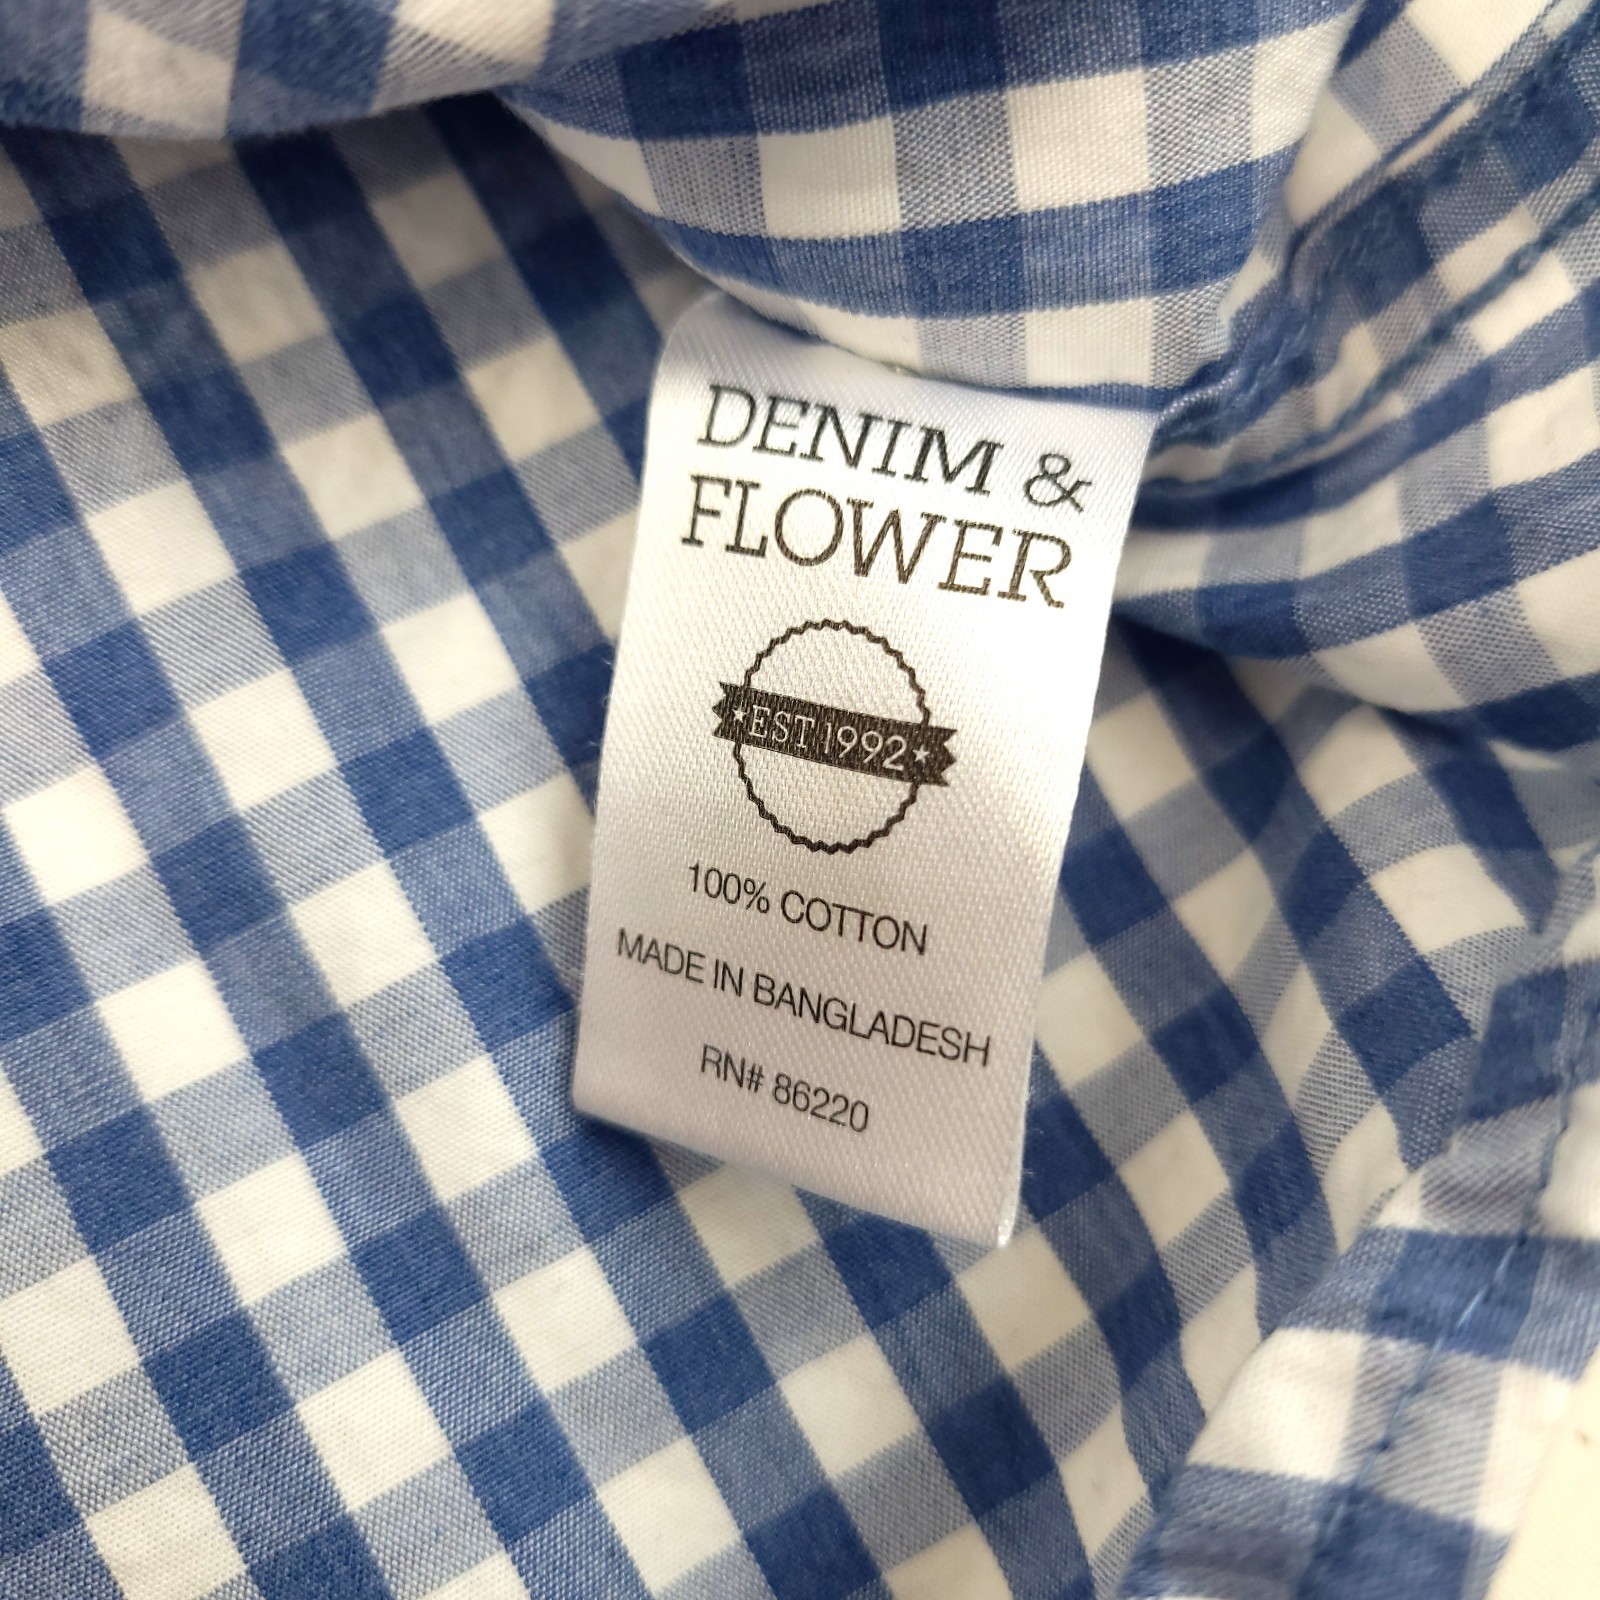 DENIM &
FLOWER
★EST 1992★
100% COTTON
MADE IN BANGLADESH
RN# 86220